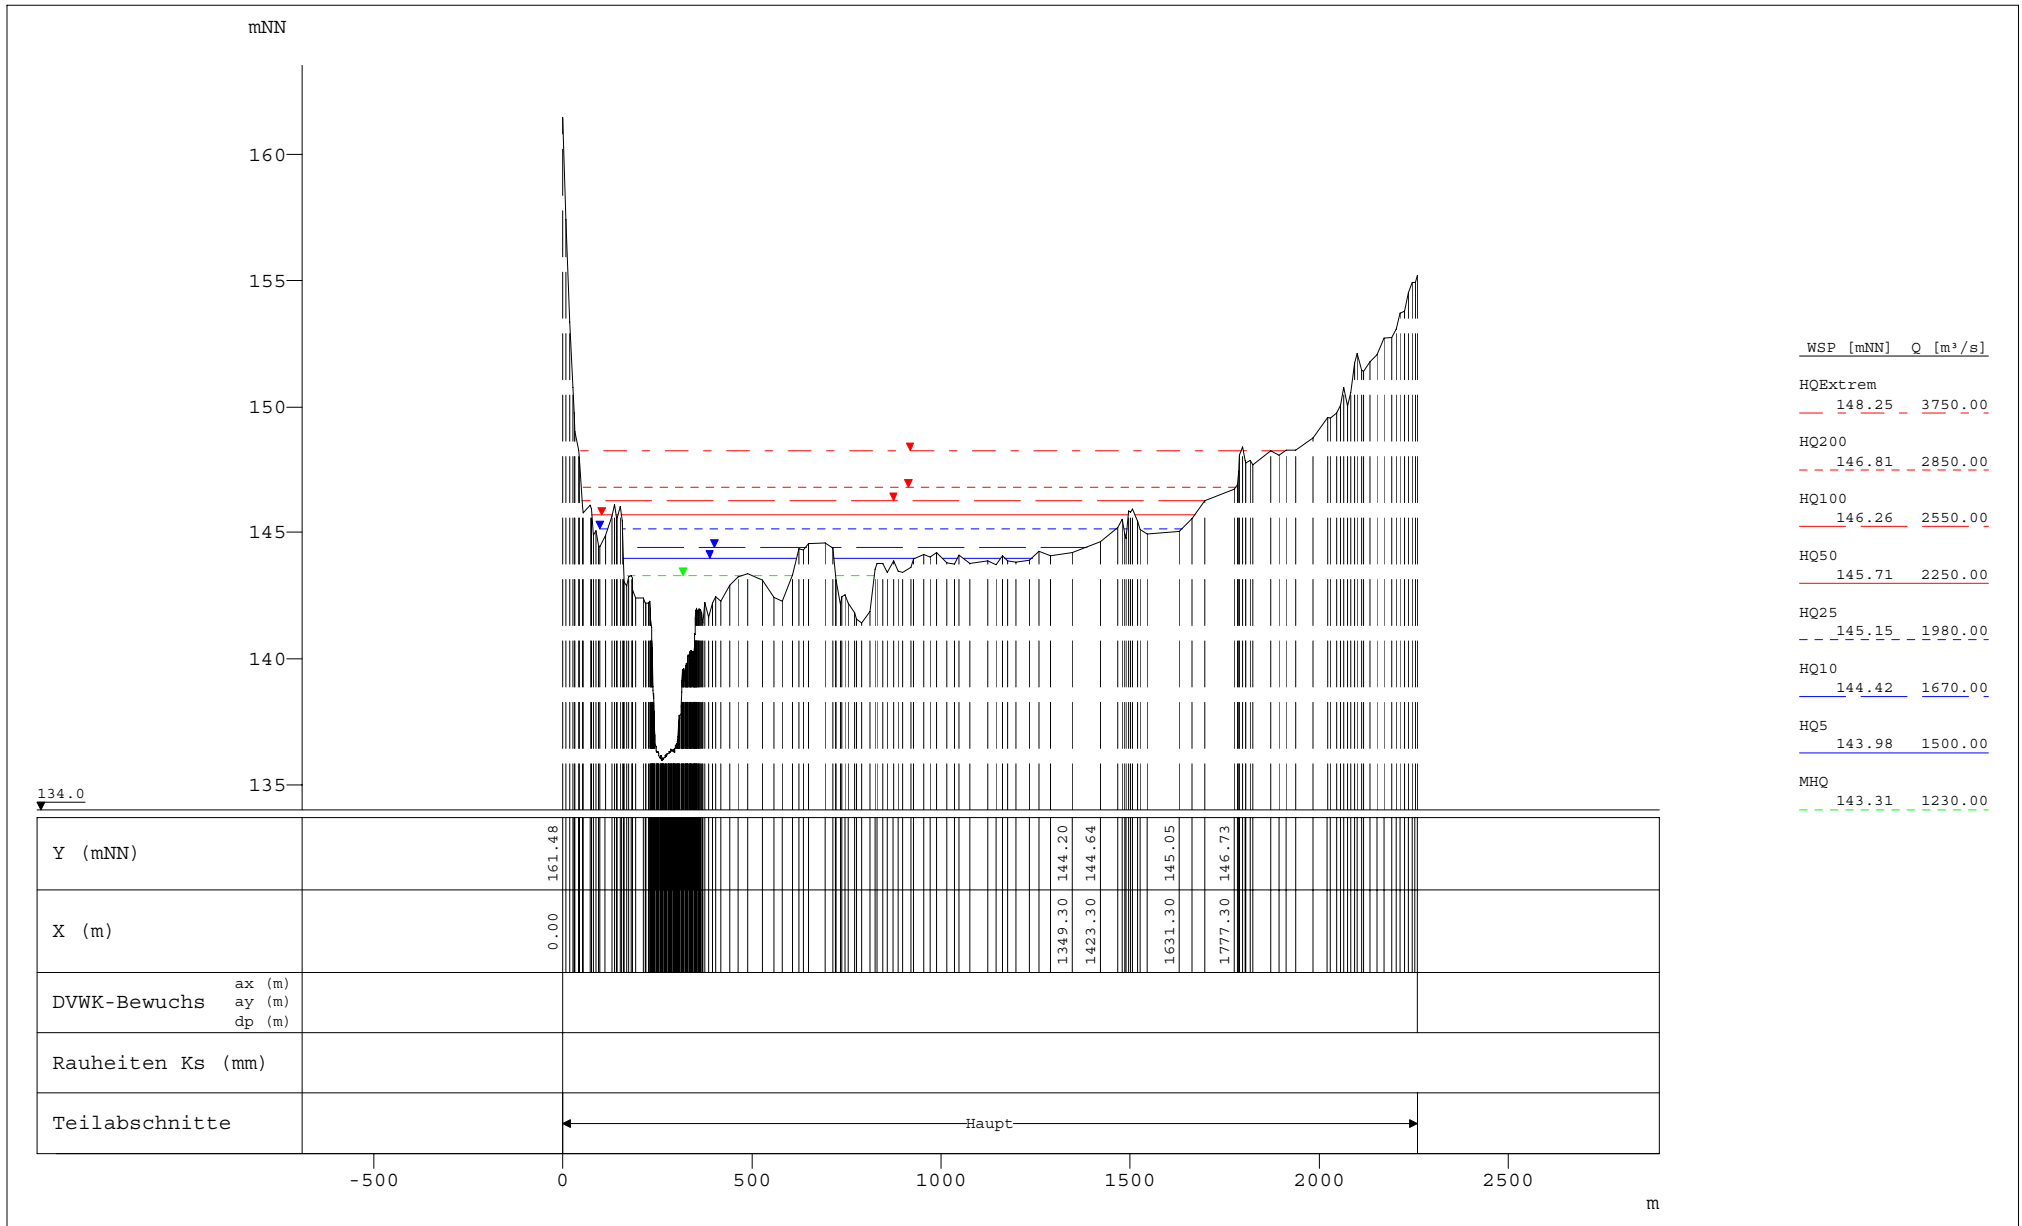 mNN
160
155
150
145
140
135
134.0
WSP [mNN] Q [m³/s]
HQExtrem
148.25 3750.00
HQ200
146.81 2850.00
HQ100
146.26 2550.00
HQ50
145.71 2250.00
HQ25
145.15 1980.00
HQ10
144.42 1670.00
HQ5
143.98 1500.00
MHQ
143.31 1230.00
Y (mNN)
161.48
144.20
144.64
145.05
146.73
X (m)
0.00
1349.30
1423.30
1631.30
1777.30
DVWK-Bewuchs
ax (m)
ay (m)
dp (m)
Rauheiten Ks (mm)
Teilabschnitte
Haupt
-500 0 500 1000 1500 2000 2500
m